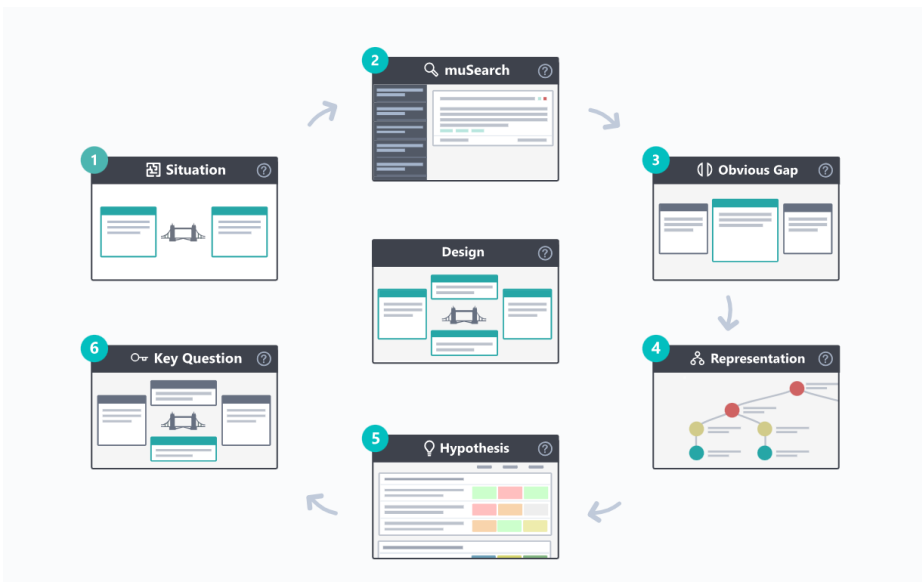 1
Situation
?
2
muSearch
?
3
Obvious Gap
?
Design
?
4
Representation
?
5
Hypothesis
?
6
Key Question
?